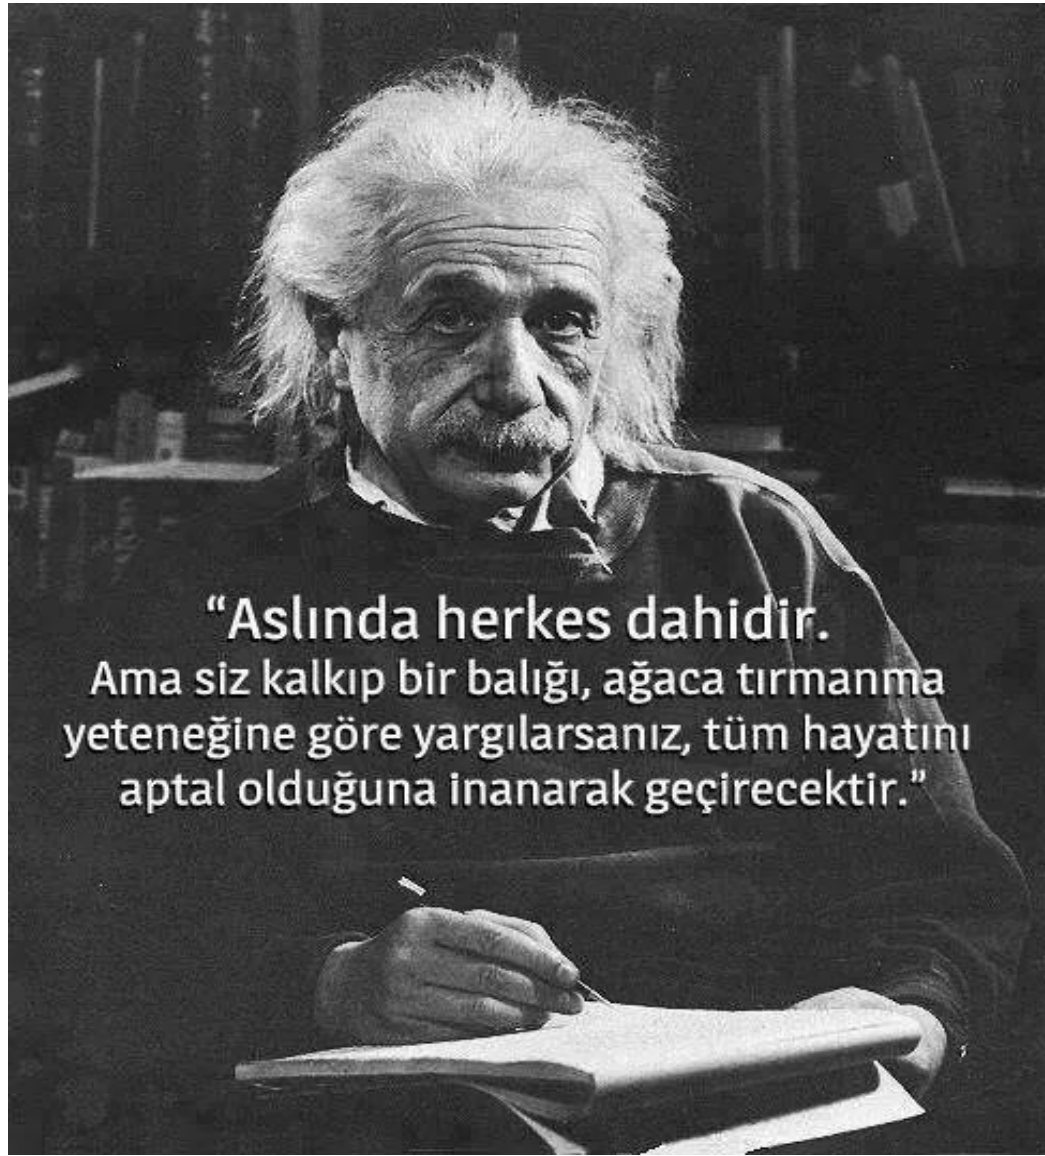 “Aslında herkes dahidir.
Ama siz kalkıp bir balığı, ağaca tırmanma
yeteneğine göre yargılarsanız, tüm hayatını
aptal olduğuna inanarak geçirecektir.”